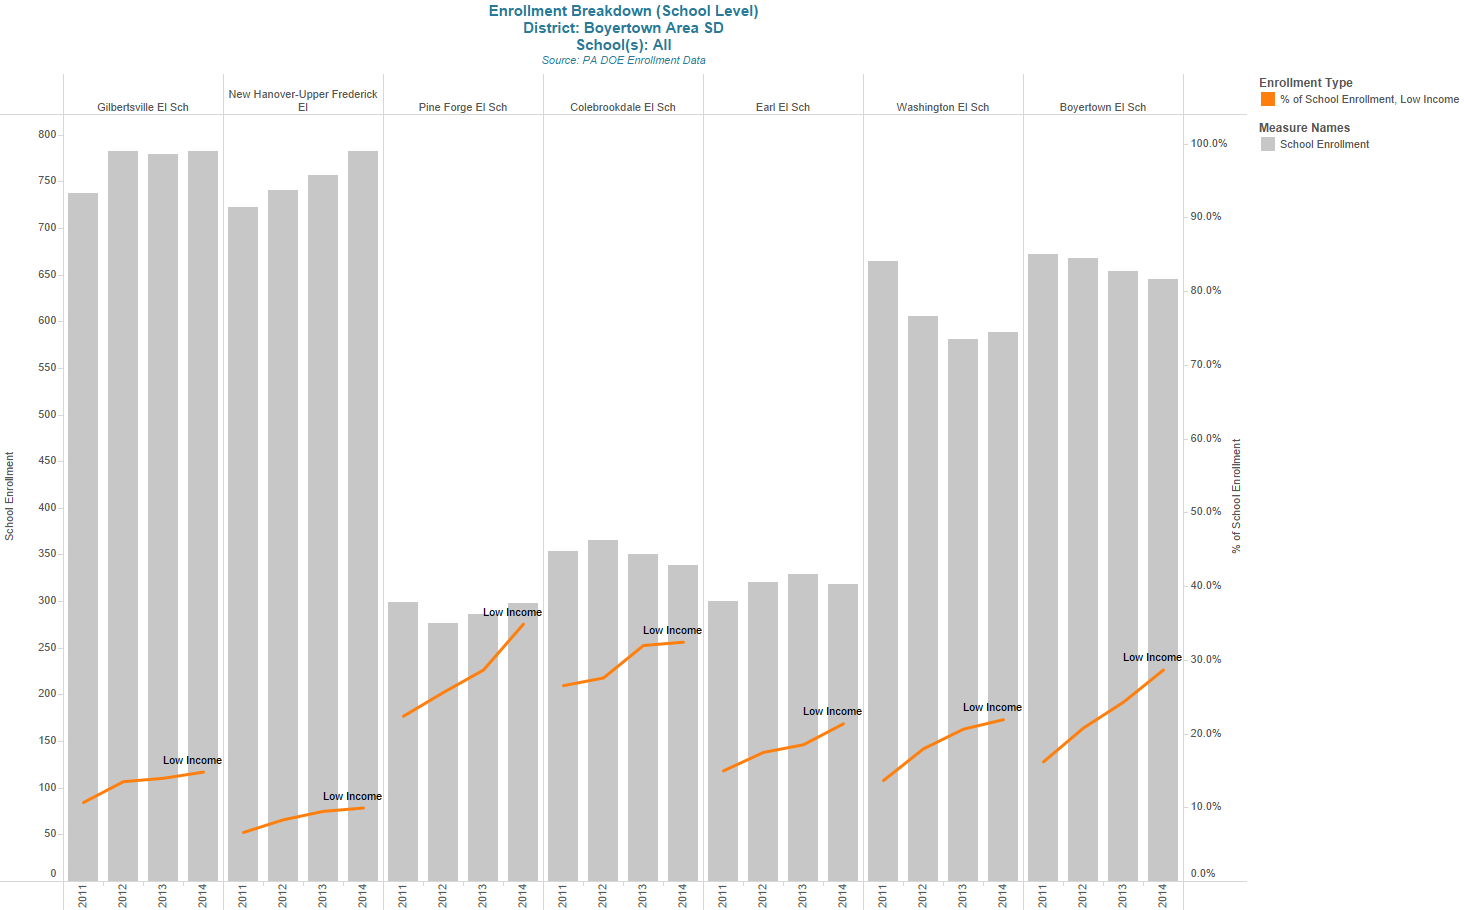 Enrollment Breakdown (School Level)
District: Boyertown Area SD
School(s): All
Source: PA DOE Enrollment Data
Gilbertsville El Sch
New Hanover-Upper Frederick
El
Pine Forge El Sch
Colebrookdale El Sch
Earl El Sch
Washington El Sch
Boyertown El Sch
Enrollment Type
% of School Enrollment, Low Income
Measure Names
School Enrollment
School Enrollment
800
750
700
650
600
550
500
450
400
350
300
250
200
150
100
50
0
Low Income
Low Income
Low Income
Low Income
Low Income
Low Income
Low Income
100.0%
90.0%
80.0%
70.0%
60.0%
50.0%
40.0%
30.0%
20.0%
10.0%
0.0%
% of School Enrollment
2011
2012
2013
2014
2011
2012
2013
2014
2011
2012
2013
2014
2011
2012
2013
2014
2011
2012
2013
2014
2011
2012
2013
2014
2011
2012
2013
2014